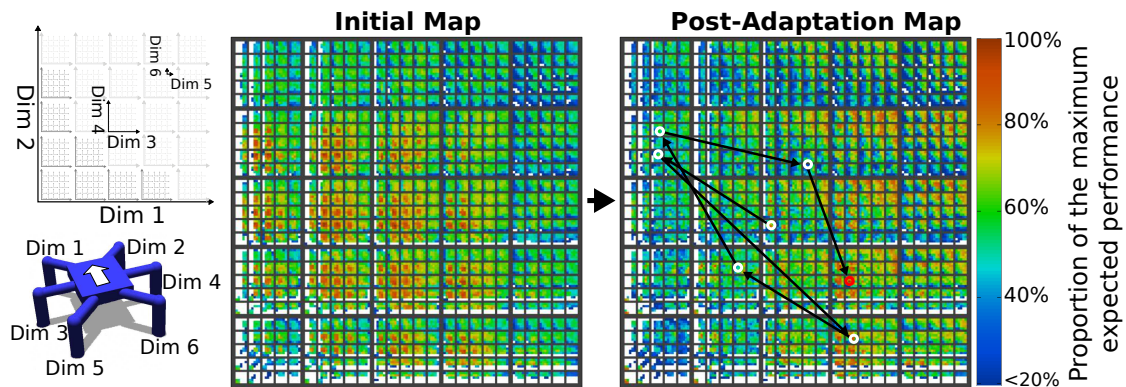 Initial Map
Post-Adaptation Map
Dim 2
Dim 1
Dim 4
Dim 3
Dim 6
Dim 5
Dim 1
Dim 2
Dim 4
Dim 3
Dim 6
Dim 5
100%
80%
60%
40%
<20%
Proportion of the maximum
expected performance